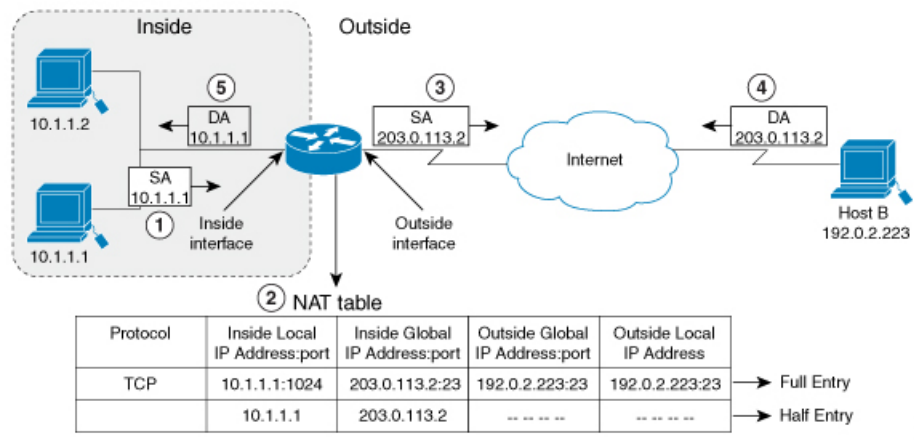 Inside
Outside
10.1.1.2
5
DA
10.1.1.1
SA
10.1.1.1
1
10.1.1.1
Inside
interface
Outside
interface
3
SA
203.0.113.2
Internet
4
DA
203.0.113.2
Host B
192.0.2.223
2 NAT table
Protocol
Inside Local
IP Address:port
Inside Global
IP Address:port
Outside Global
IP Address:port
Outside Local
IP Address
TCP 10.1.1.1:1024 203.0.113.2:23 192.0.2.223:23 192.0.2.223:23 Full Entry
10.1.1.1 203.0.113.2 -- -- -- -- -- -- -- -- Half Entry